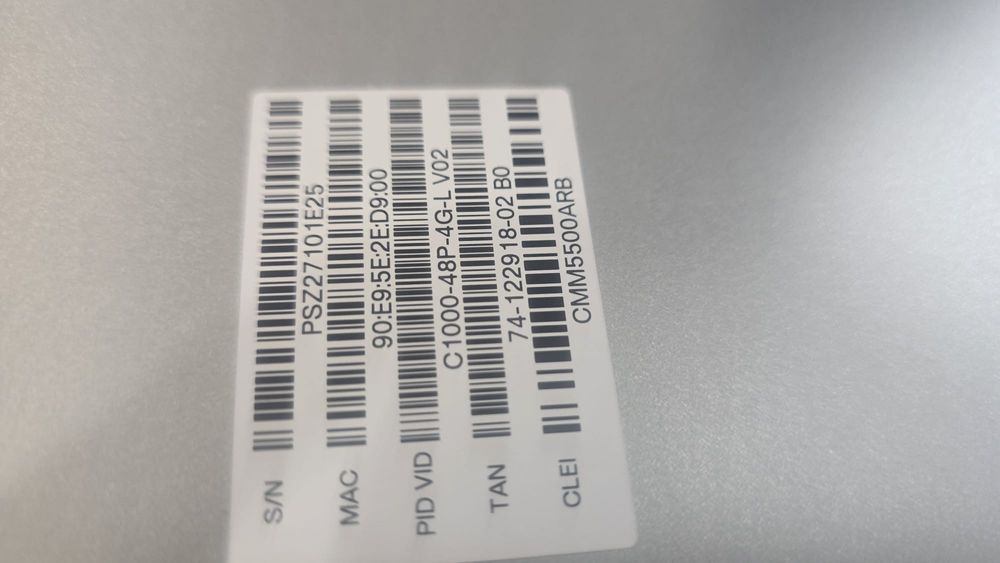 S/N PSZ27101E25
MAC 90:E9:5E:2E:D9:00
PID VID C1000-48P-4G-L V02
TAN 74-122918-02 B0
CLEI CMM5500ARB